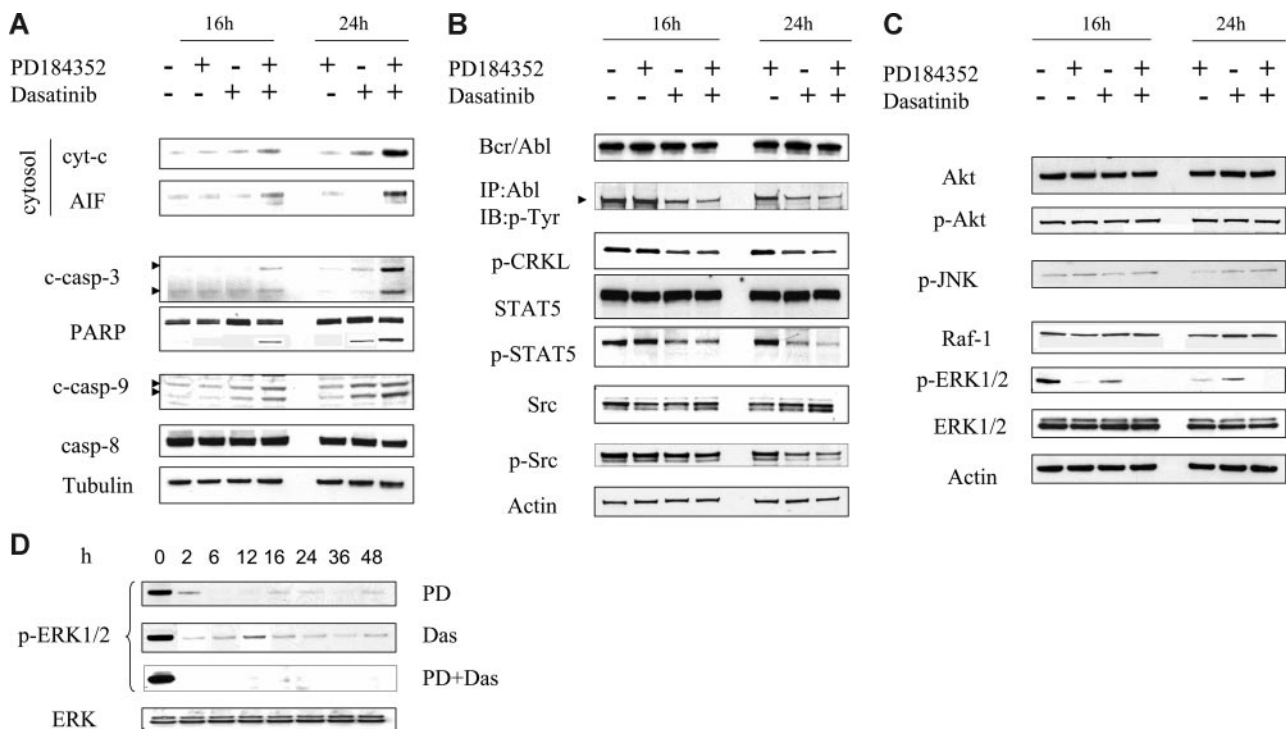 A
16h 24h
PD184352 - + - + + - +
Dasatinib - - + + - + +
cytosol
cyt-c
AIF
c-casp-3
PARP
c-casp-9
casp-8
Tubulin
B
16h 24h
PD184352 - + - + + - +
Dasatinib - - + + - + +
Bcr/Abl
IP:Abl
IB:p-Tyr
p-CRKL
STAT5
p-STAT5
Src
p-Src
Actin
C
16h 24h
PD184352 - + - + + - +
Dasatinib - - + + - + +
Akt
p-Akt
p-JNK
Raf-1
p-ERK1/2
ERK1/2
Actin
D
h 0 2 6 12 16 24 36 48
p-ERK1/2
PD
Das
PD+Das
ERK